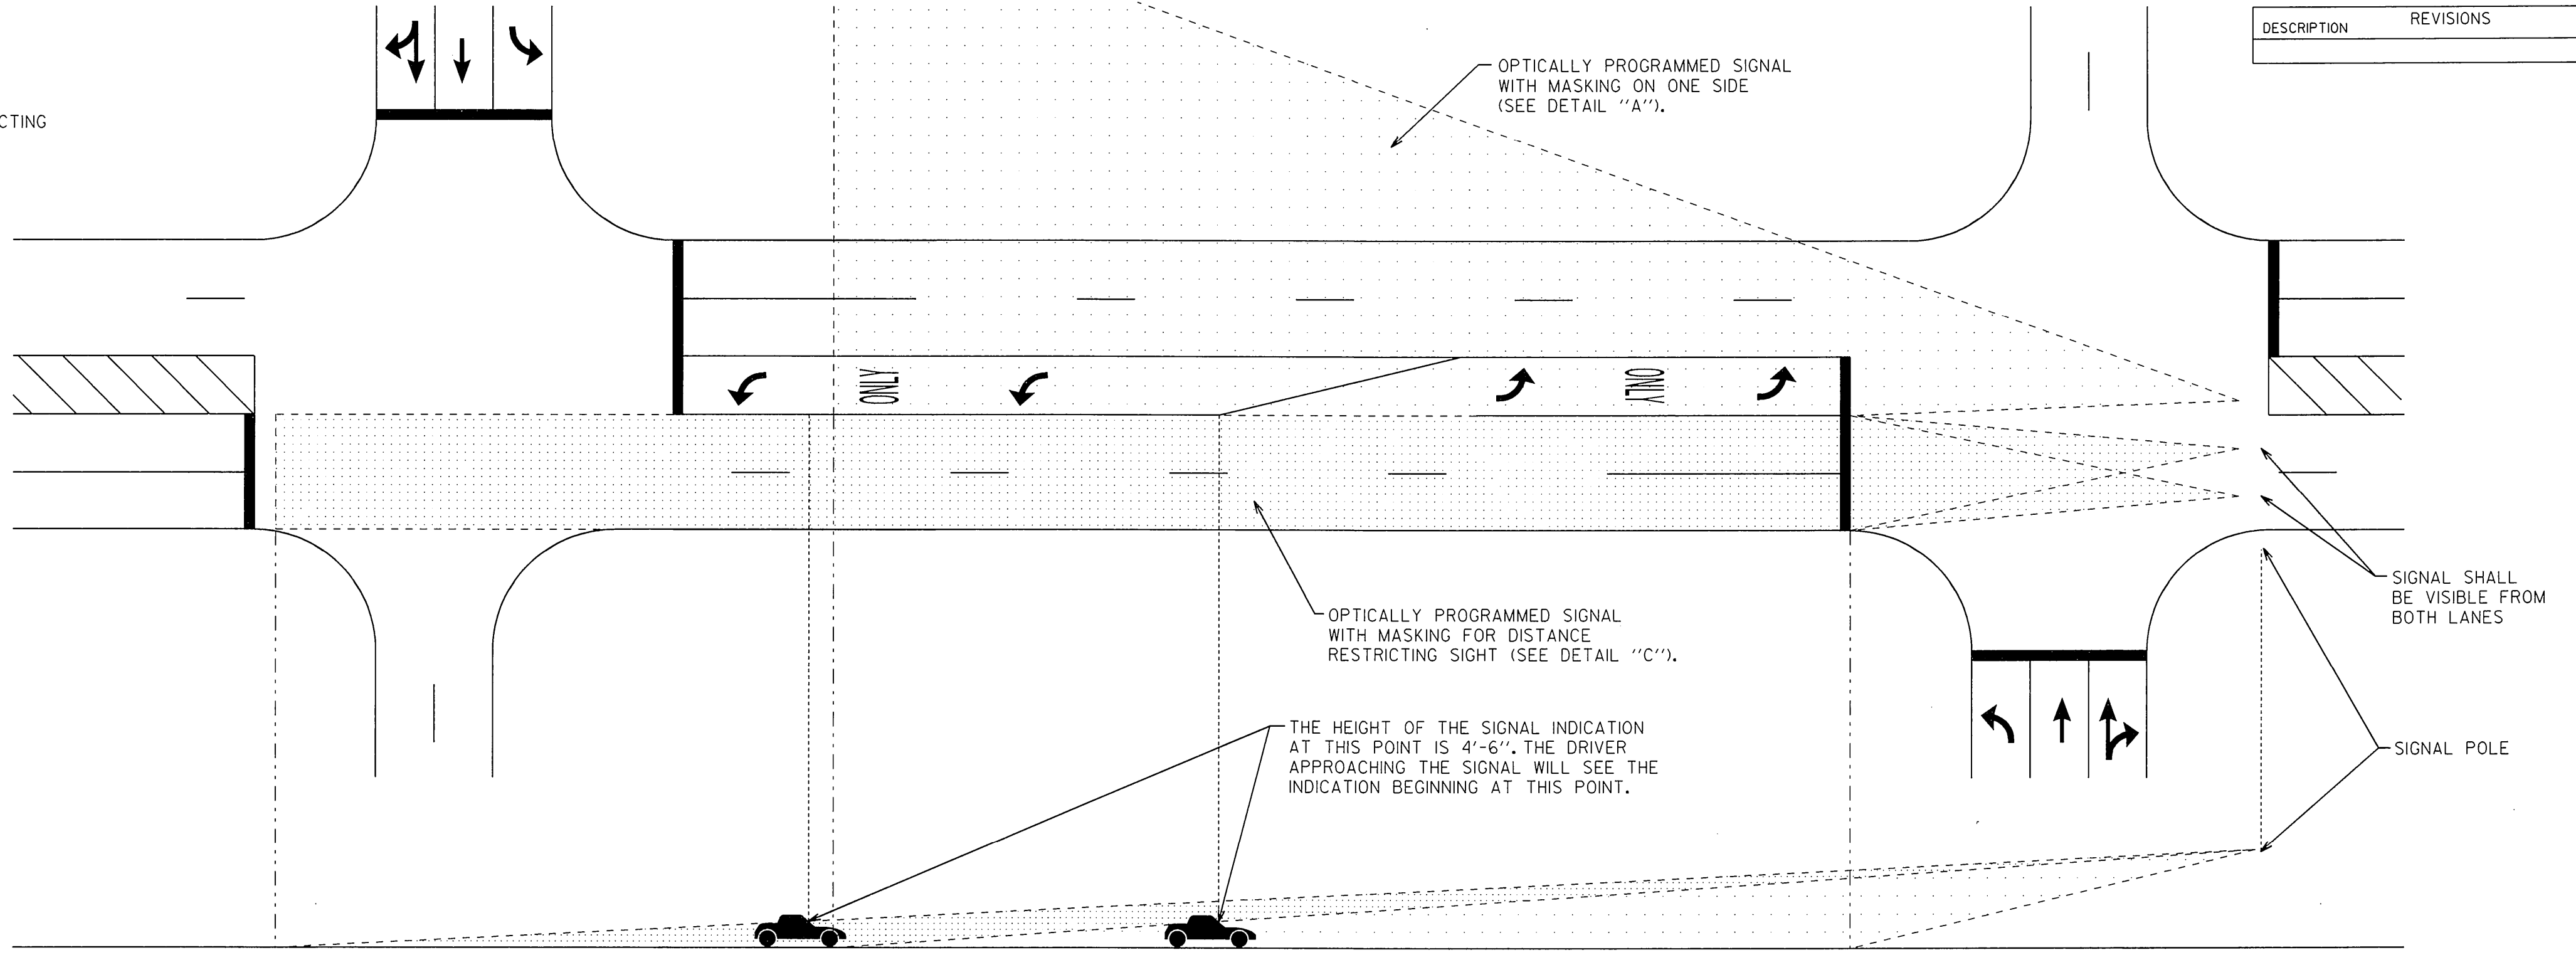 REVISIONS
DESCRIPTION
CTING
OPTICALLY PROGRAMMED SIGNAL
WITH MASKING ON ONE SIDE
(SEE DETAIL "A").
ONLY
ONLY
SIGNAL SHALL
BE VISIBLE FROM
BOTH LANES
OPTICALLY PROGRAMMED SIGNAL
WITH MASKING FOR DISTANCE
RESTRICTING SIGHT (SEE DETAIL "C").
THE HEIGHT OF THE SIGNAL INDICATION
AT THIS POINT IS 4'-6". THE DRIVER
APPROACHING THE SIGNAL WILL SEE THE
INDICATION BEGINNING AT THIS POINT.
SIGNAL POLE